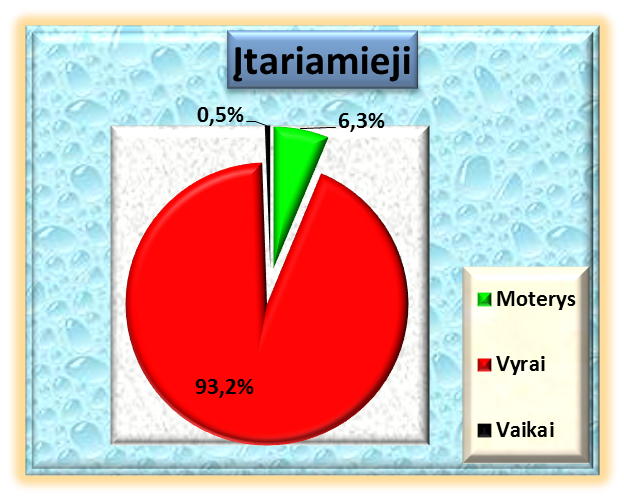 Įtariamieji
0,5%
6,3%
93,2%
Moterys
Vyrai
Vaikai